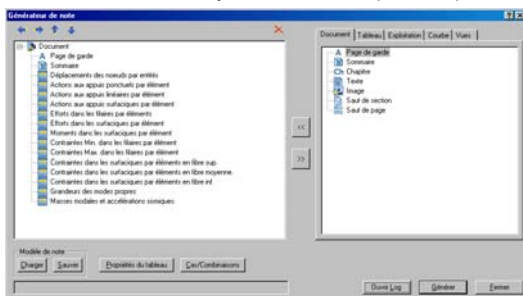 Générateur de note
Document
Page de garde
Sommaire
Déplacements des noeuds par entités
Actions aux appuis ponctuels par élément
Actions aux appuis linéaires par élément
Actions aux appuis surfaciques par élément
Efforts dans les filaires par éléments
Efforts dans les surfaciques par élément
Moments dans les surfaciques par élément
Contraintes Min. dans les filaires par élément
Contraintes Max. dans les filaires par élément
Contraintes dans les surfaciques par éléments en fibre sup.
Contraintes dans les surfaciques par éléments en fibre moyenne.
Contraintes dans les surfaciques par éléments en fibre inf.
Grandeurs des modes propres
Masses modales et accélérations sismiques
<<
>>
Document Tableau Exploitation Courbe Vues
Page de garde
Sommaire
Chapitre
Texte
Image
Saut de section
Saut de page
Modèle de note
Charger Sauver Propriétés du tableau Cas/Combinaisons
Ouvrir Log Générer Fermer